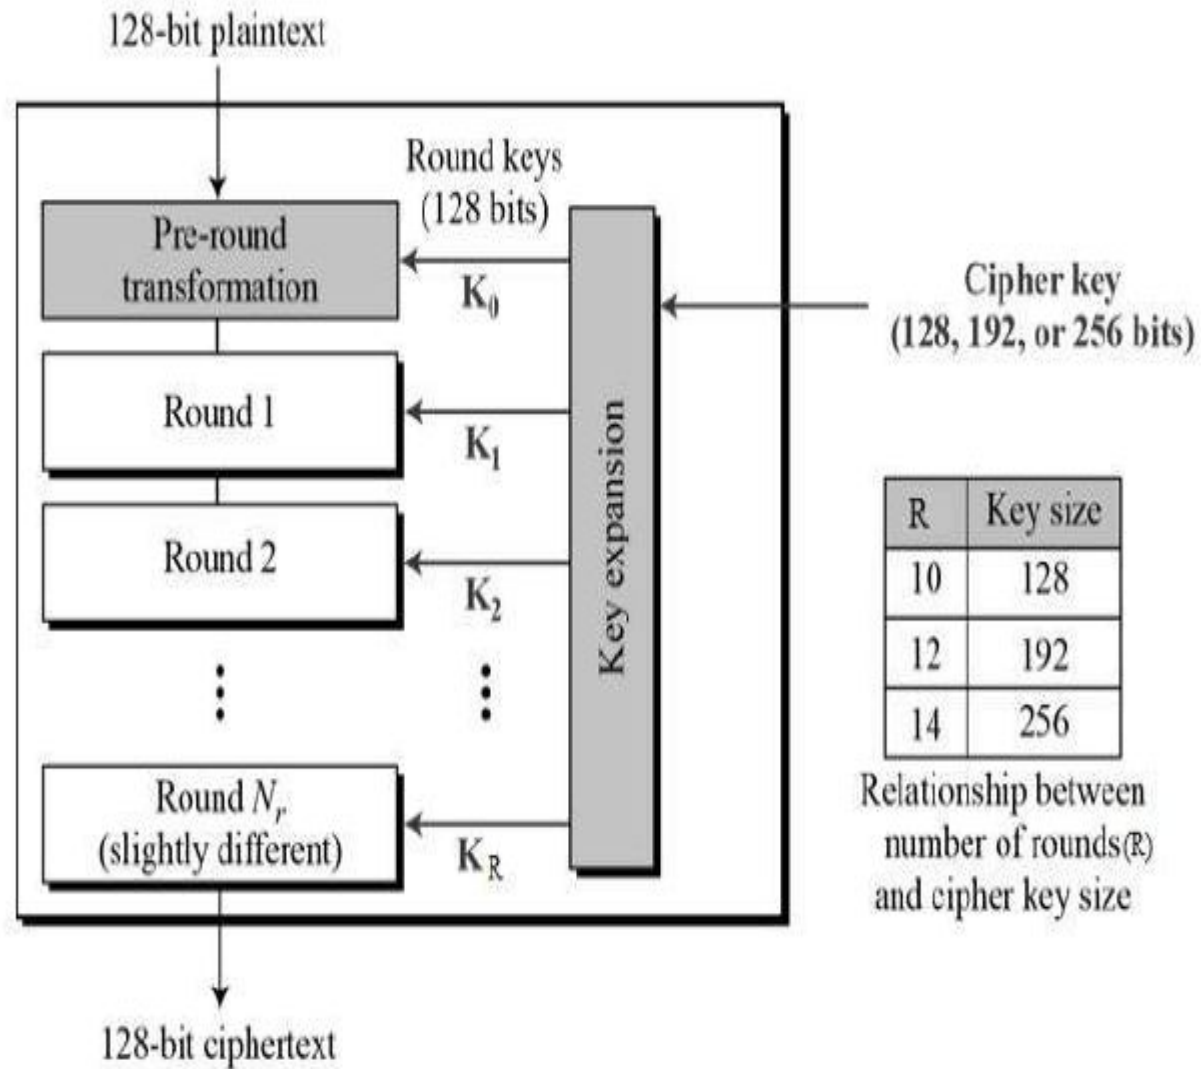 128-bit plaintext
Round keys
(128 bits)
Pre-round
transformation
K0
Cipher key
(128, 192, or 256 bits)
Round 1
K1
Round 2
K2
Key expansion
R Key size
10 128
12 192
14 256
Relationship between
number of rounds(R)
and cipher key size
Round Nr
(slightly different)
KR
128-bit ciphertext